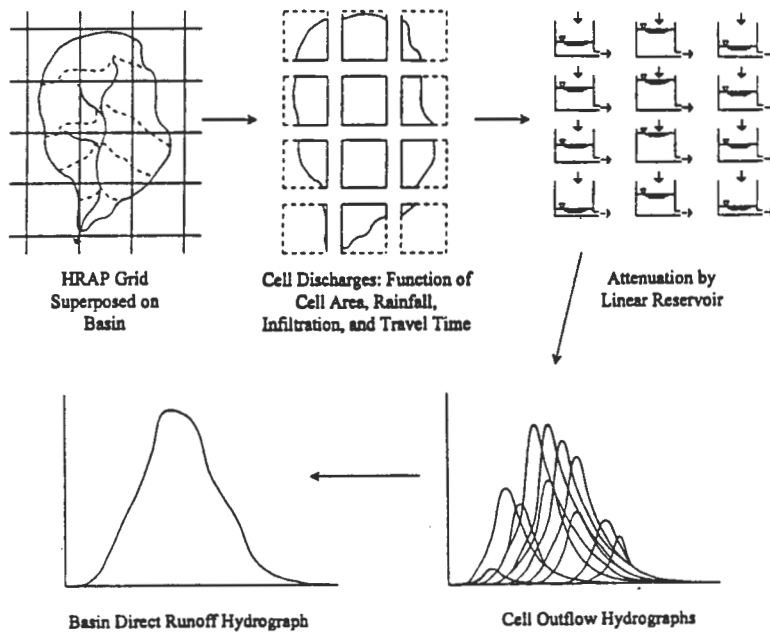 HRAP Grid
Superposed on
Basin
Cell Discharges: Function of
Cell Area, Rainfall,
Infiltration, and Travel Time
Attenuation by
Linear Reservoir
Basin Direct Runoff Hydrograph
Cell Outflow Hydrographs